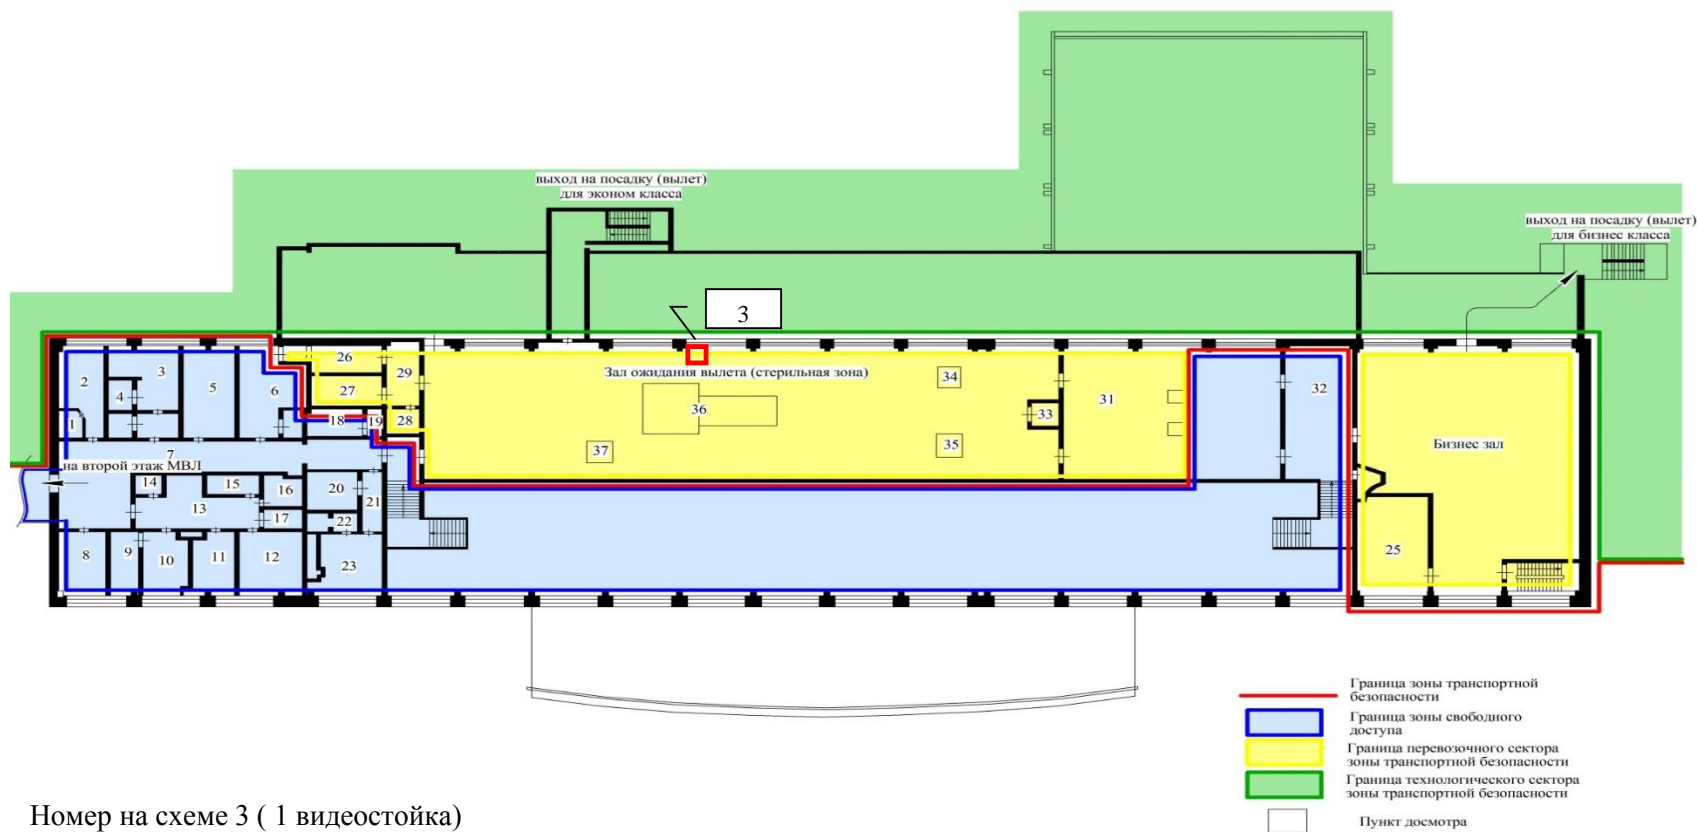 выход на посадку (вылет)
для эконом класса
выход на посадку (вылет)
для бизнес класса
3
Зал ожидания вылета (стерильная зона)
2
3
4
5
6
1
26
27
29
28
18
19
36
37
34
35
33
31
32
Бизнес зал
7
на второй этаж МВЛ
14
15
16
13
17
20
21
22
8
9
10
11
12
23
25
Граница зоны транспортной
безопасности
Граница зоны свободного
доступа
Граница перевозочного сектора
зоны транспортной безопасности
Граница технологического сектора
зоны транспортной безопасности
Пункт досмотра
Номер на схеме 3 ( 1 видеостойка)